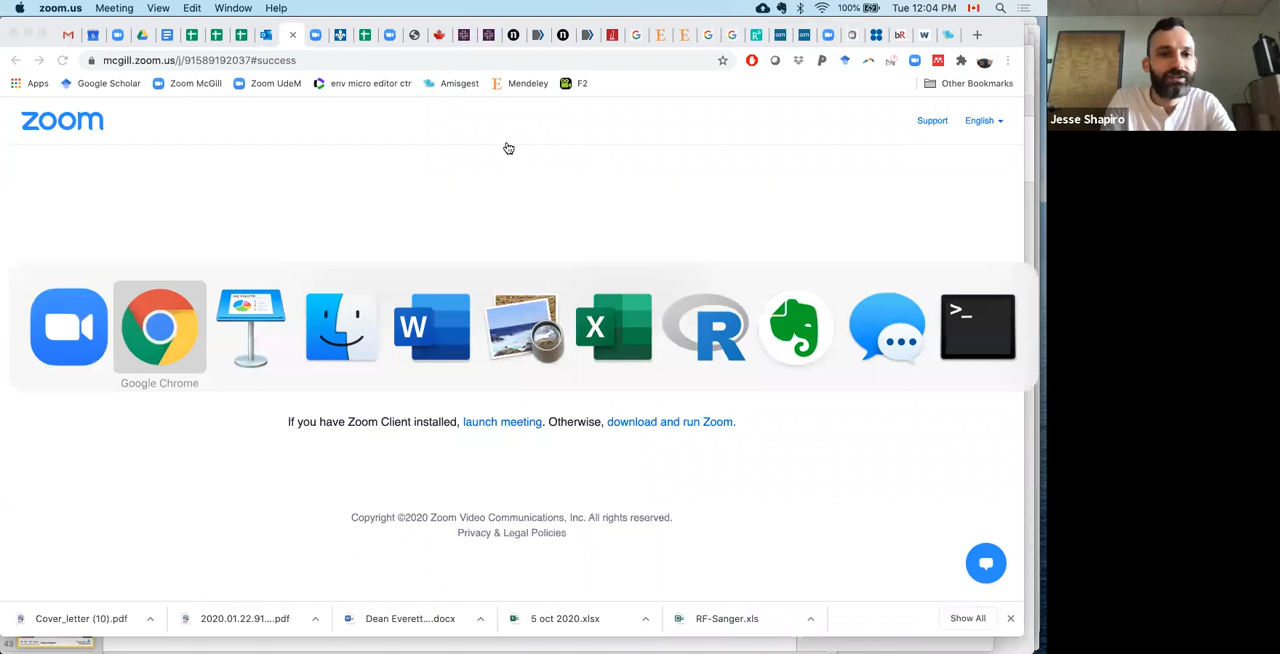 zoom.us Meeting View Edit Window Help 100% Tue 12:04 PM
mcgill.zoom.us/j/91589192037#success
Apps Google Scholar Zoom McGill Zoom UdeM env micro editor ctr Amisgest Mendeley F2 Other Bookmarks
zoom Support English
Jesse Shapiro
W X R >_
Google Chrome
If you have Zoom Client installed, launch meeting. Otherwise, download and run Zoom.
Copyright ©2020 Zoom Video Communications, Inc. All rights reserved.
Privacy & Legal Policies
Cover_letter (10).pdf 2020.01.22.91....pdf Dean Everett....docx 5 oct 2020.xlsx RF-Sanger.xls Show All
43